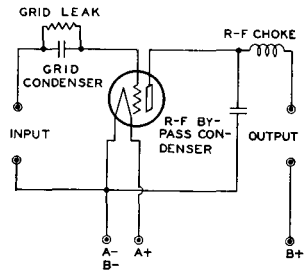 GRID LEAK
GRID
CONDENSER
R-F CHOKE
R-F BY-
PASS CON-
DENSER
INPUT
OUTPUT
A-
B-
A+
B+